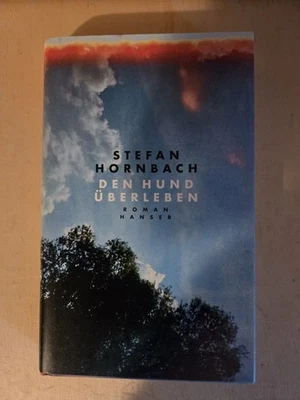 STEFAN
HORNBACH
DEN HUND
ÜBERLEBEN
ROMAN
HANSER